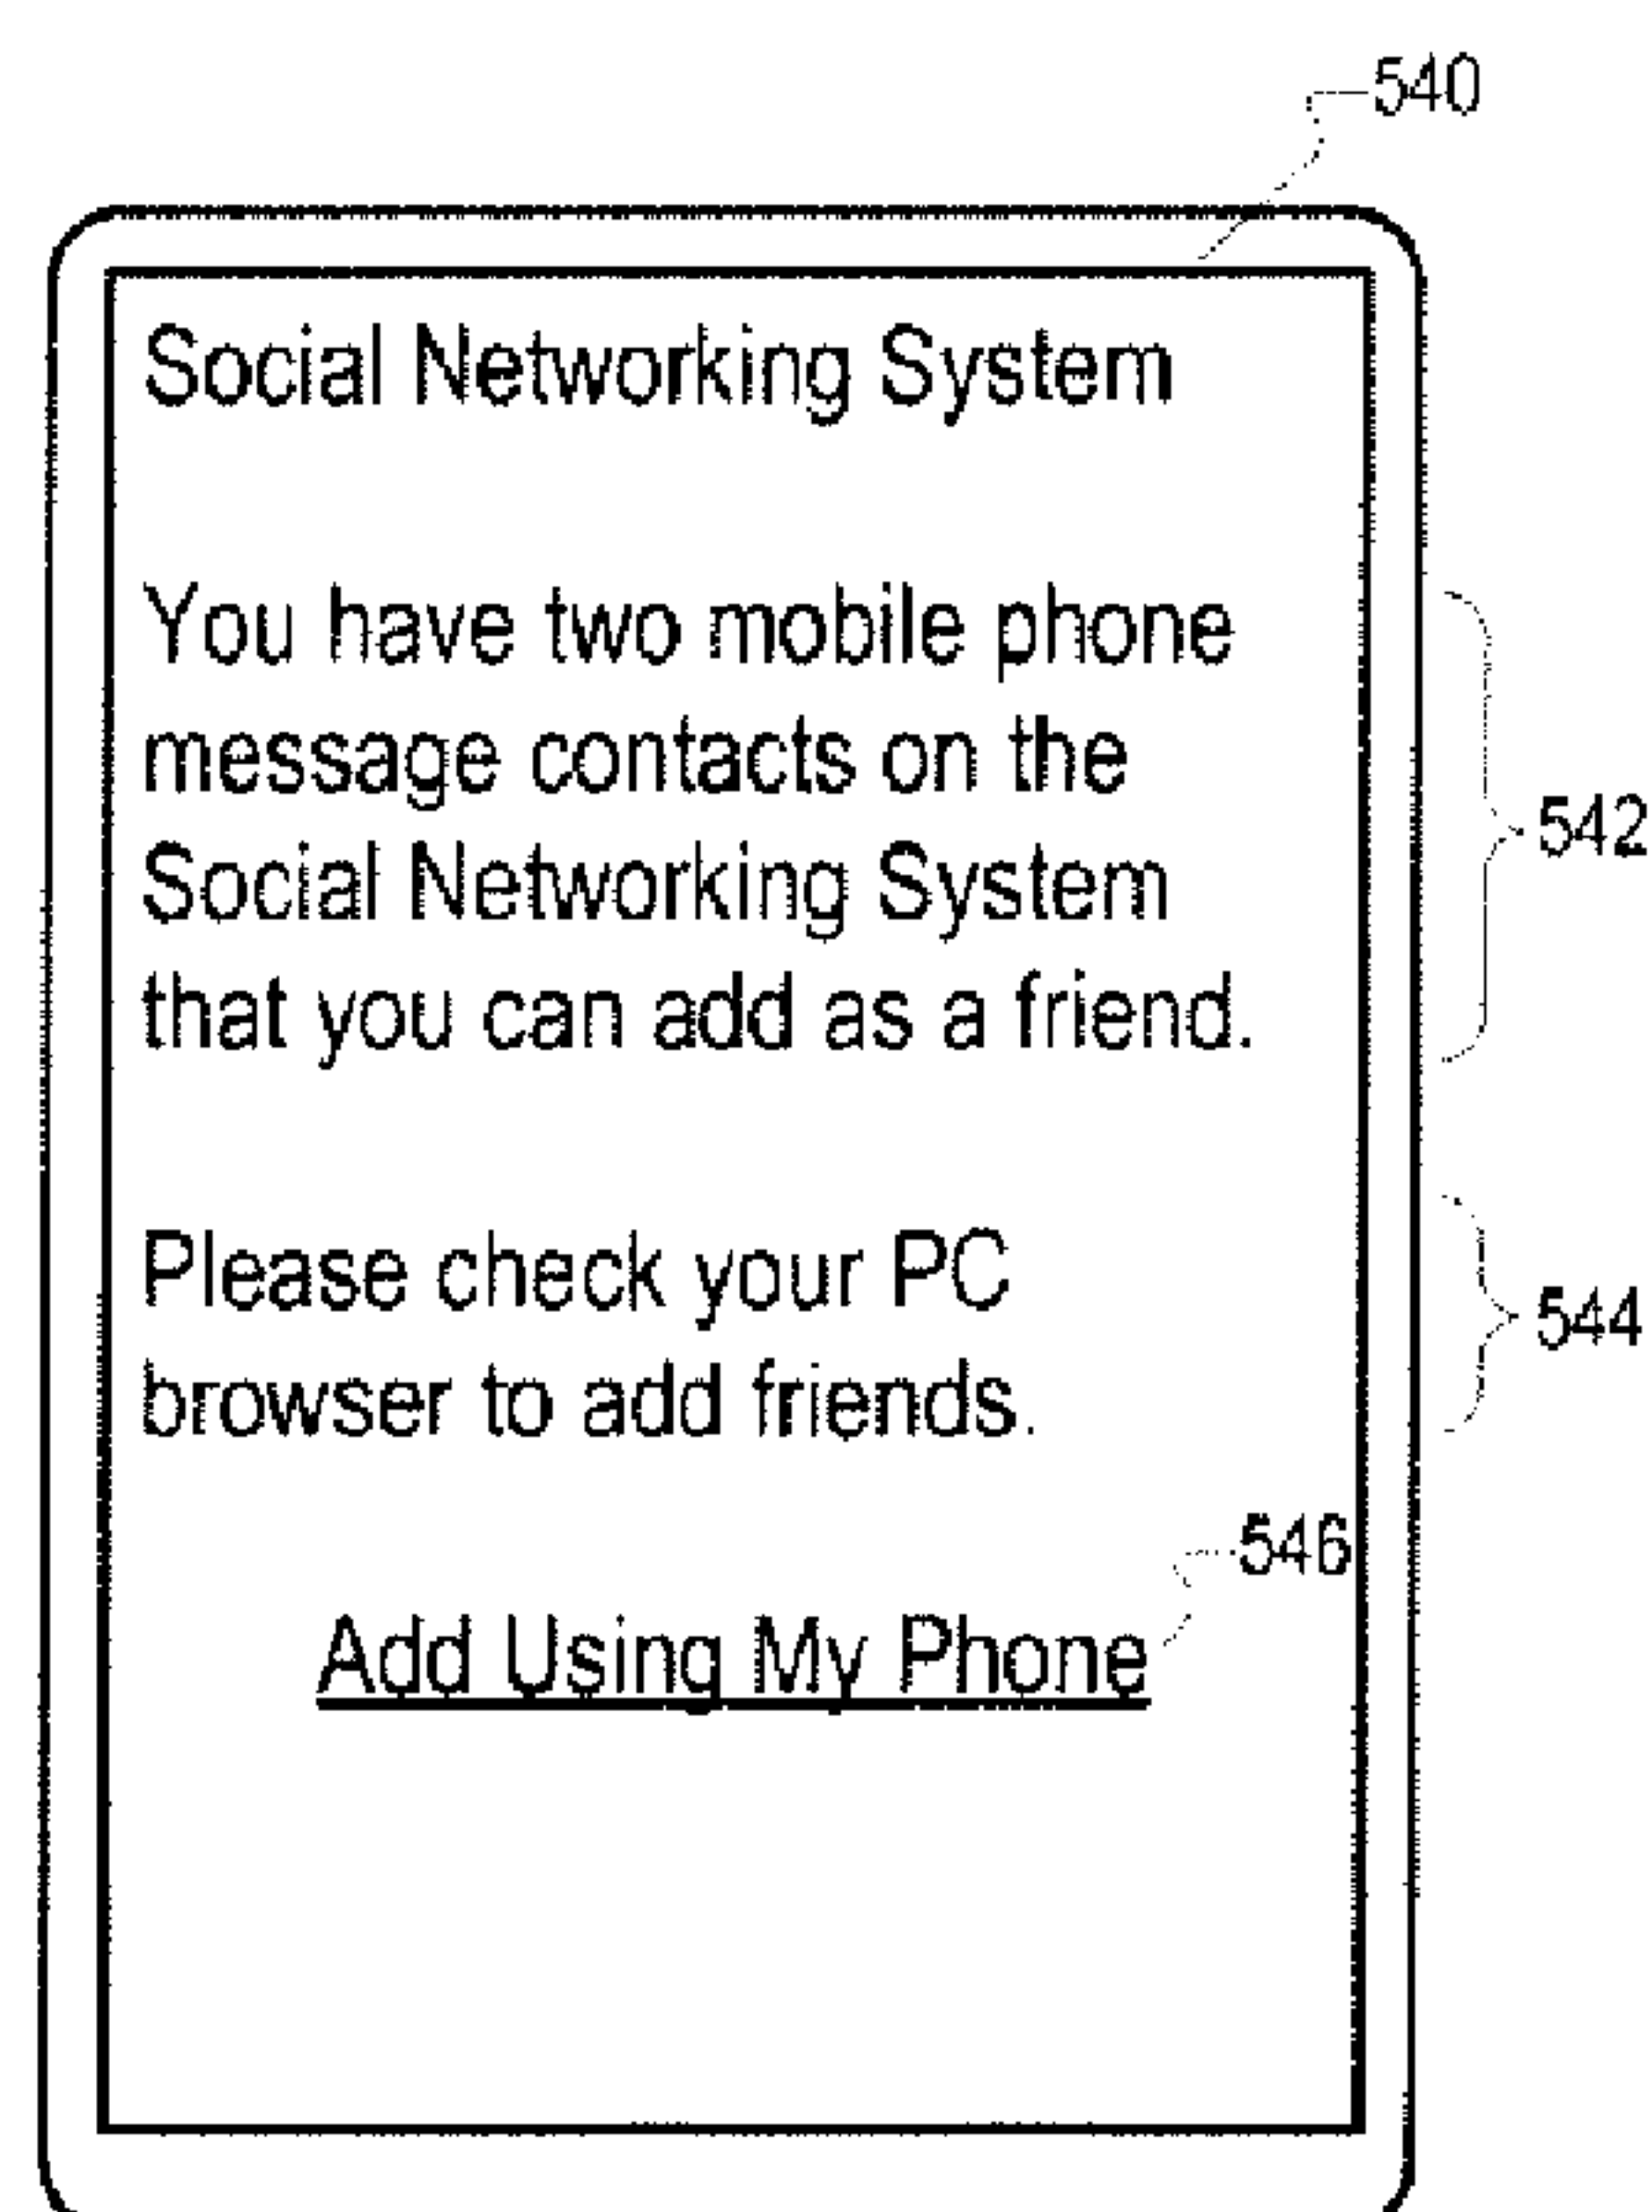 540
Social Networking System
You have two mobile phone
message contacts on the
Social Networking System
that you can add as a friend.
542
Please check your PC
browser to add friends.
544
546
Add Using My Phone